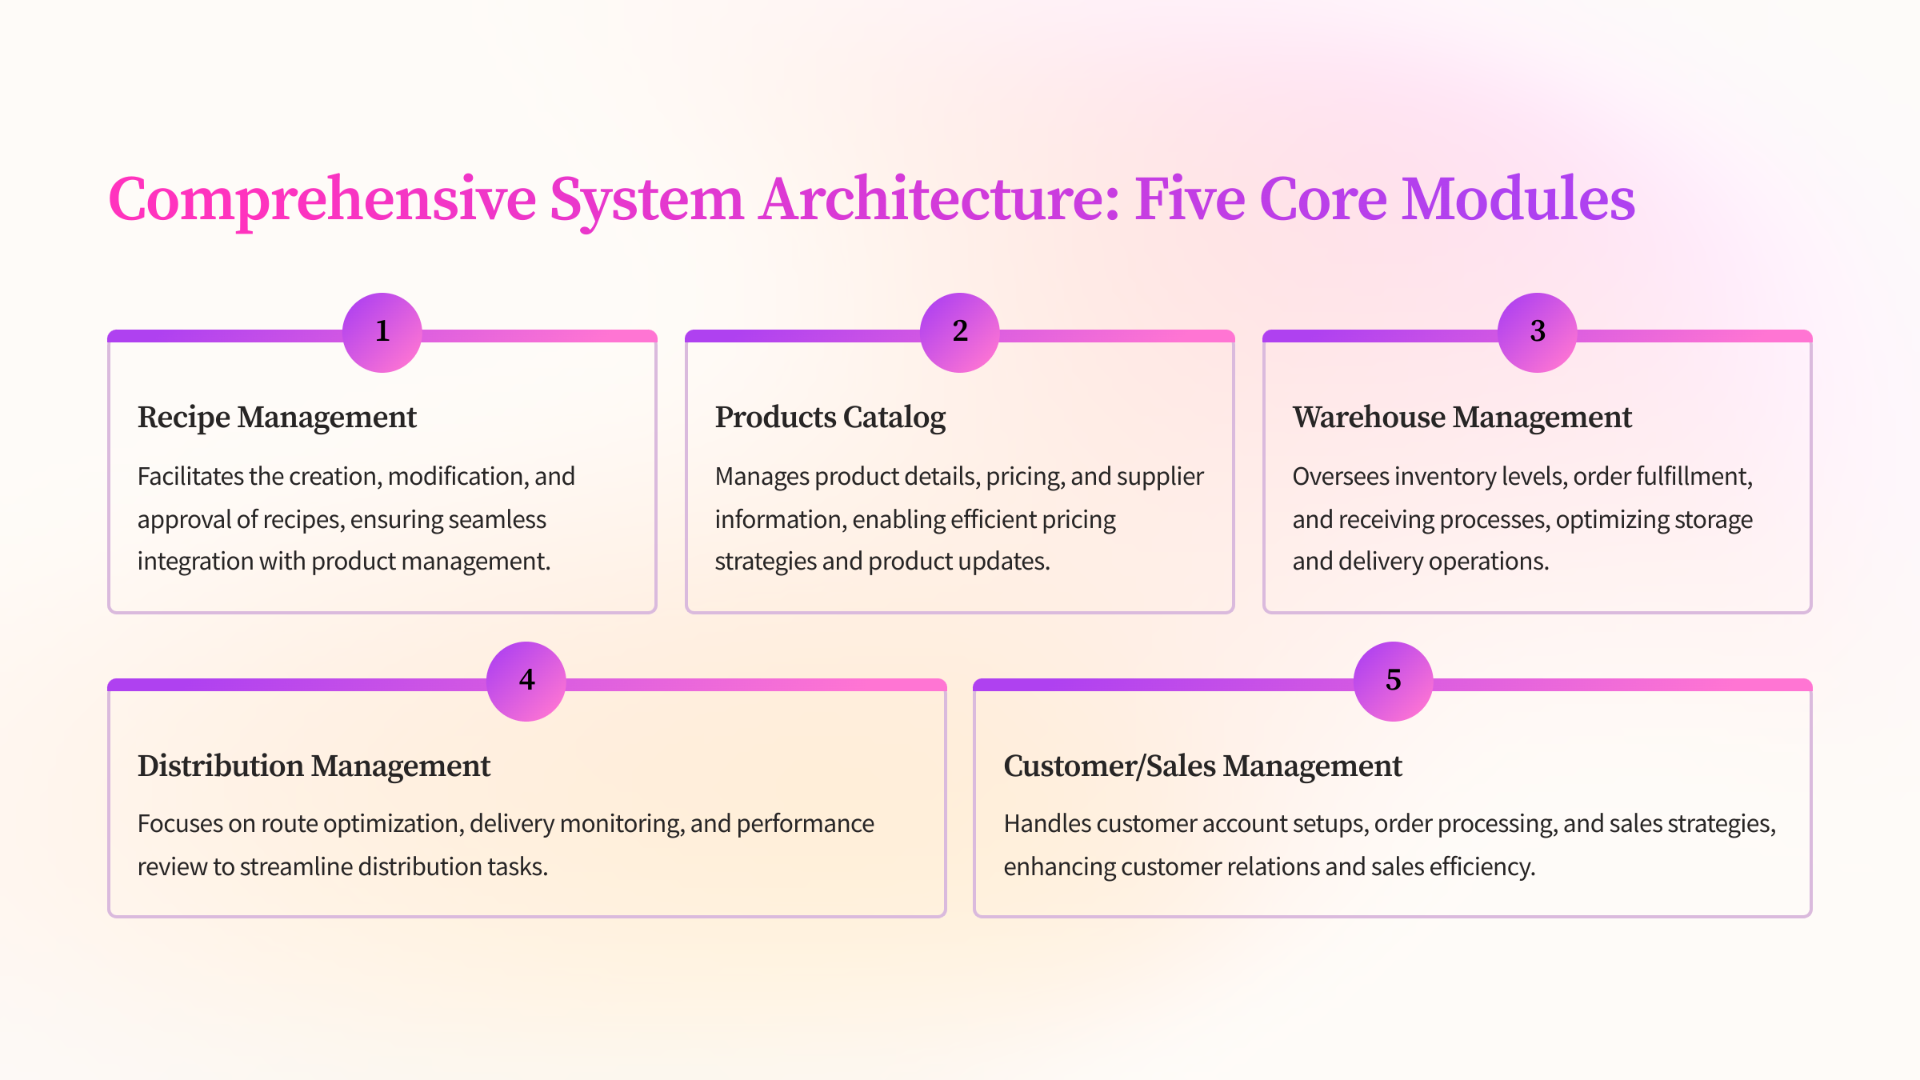 Comprehensive System Architecture: Five Core Modules
1
Recipe Management
Facilitates the creation, modification, and
approval of recipes, ensuring seamless
integration with product management.
2
Products Catalog
Manages product details, pricing, and supplier
information, enabling efficient pricing
strategies and product updates.
3
Warehouse Management
Oversees inventory levels, order fulfillment,
and receiving processes, optimizing storage
and delivery operations.
4
Distribution Management
Focuses on route optimization, delivery monitoring, and performance
review to streamline distribution tasks.
5
Customer/Sales Management
Handles customer account setups, order processing, and sales strategies,
enhancing customer relations and sales efficiency.